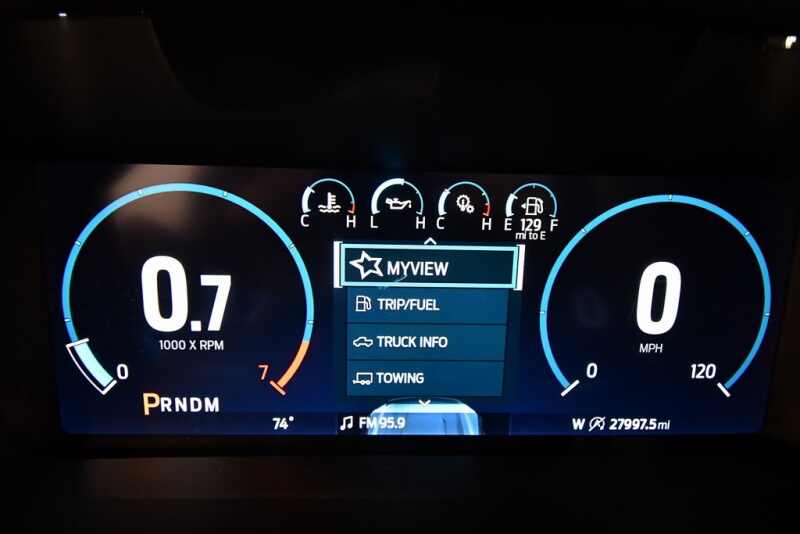 C H
L H
C H
E 129 F
mi to E
MYVIEW
TRIP/FUEL
TRUCK INFO
TOWING
0.7
1000 X RPM
0 7
PRNDM
0
MPH
0 120
74°
FM 95.9
W 27997.5 mi